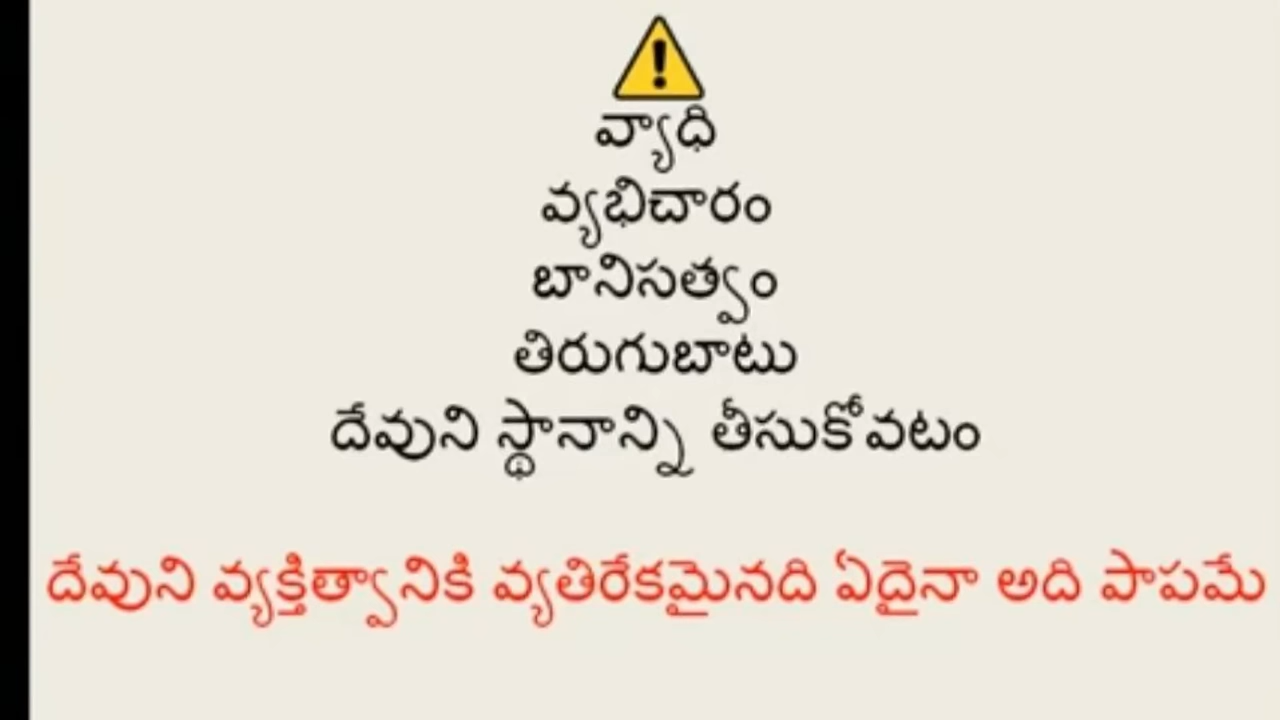 వ్యాధి
వ్యభిచారం
బానిసత్వం
తిరుగుబాటు
దేవుని స్థానాన్ని తీసుకోవటం
దేవుని వ్యక్తిత్వానికి వ్యతిరేకమైనది ఏదైనా అది పాపమే